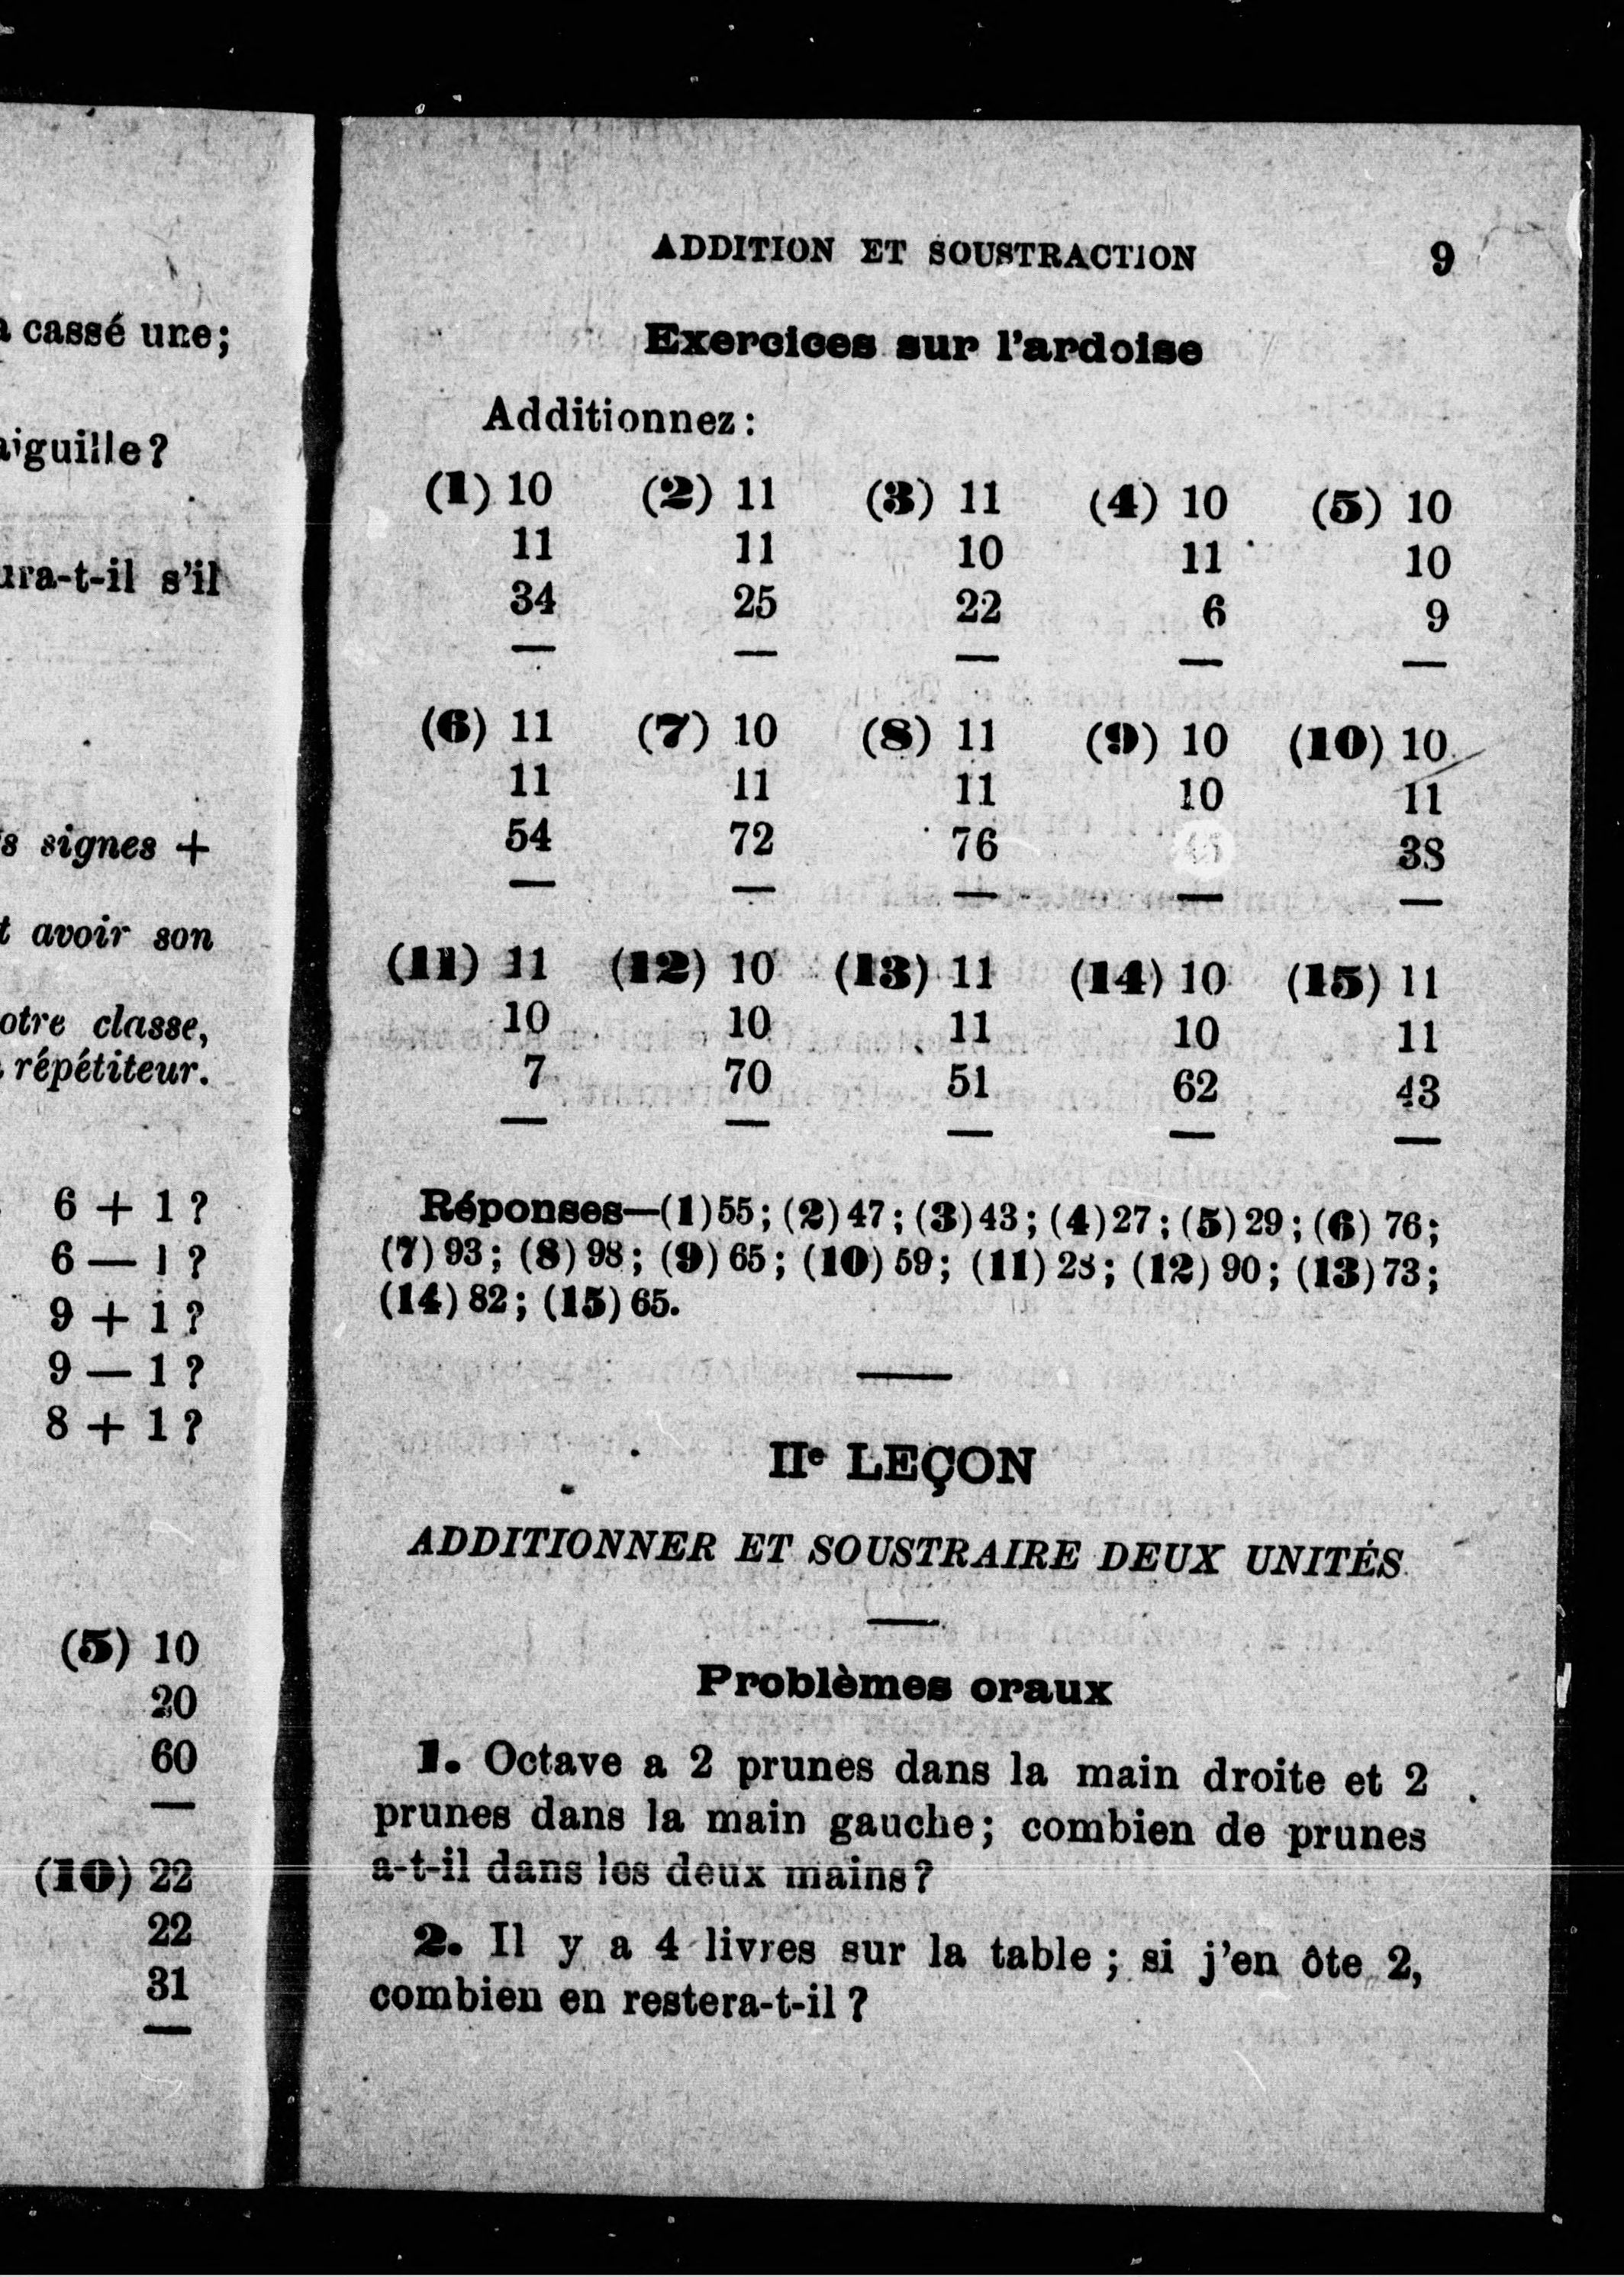 a cassé une;
aiguille?
ura-t-il s'il
s signes +
t avoir son
otre classe,
répétiteur.
6 + 1 ?
6 — 1 ?
9 + 1 ?
9 — 1 ?
8 + 1 ?
(5) 10
20
60
(10) 22
22
31
ADDITION ET SOUSTRACTION 9
Exercices sur l'ardoise
Additionnez:
(1) 10 (2) 11 (3) 11 (4) 10 (5) 10
11 11 10 11 10
34 25 22 6 9
(6) 11 (7) 10 (8) 11 (9) 10 (10) 10
11 11 11 10 11
54 72 76 45 38
(11) 11 (12) 10 (13) 11 (14) 10 (15) 11
10 10 11 10 11
7 70 51 62 43
Réponses—(1) 55; (2) 47; (3) 43; (4) 27; (5) 29; (6) 76;
(7) 93; (8) 98; (9) 65; (10) 59; (11) 28; (12) 90; (13) 73;
(14) 82; (15) 65.
IIe LEÇON
ADDITIONNER ET SOUSTRAIRE DEUX UNITÉS
Problèmes oraux
1. Octave a 2 prunes dans la main droite et 2
prunes dans la main gauche; combien de prunes
a-t-il dans les deux mains?
2. Il y a 4 livres sur la table; si j'en ôte 2,
combien en restera-t-il?